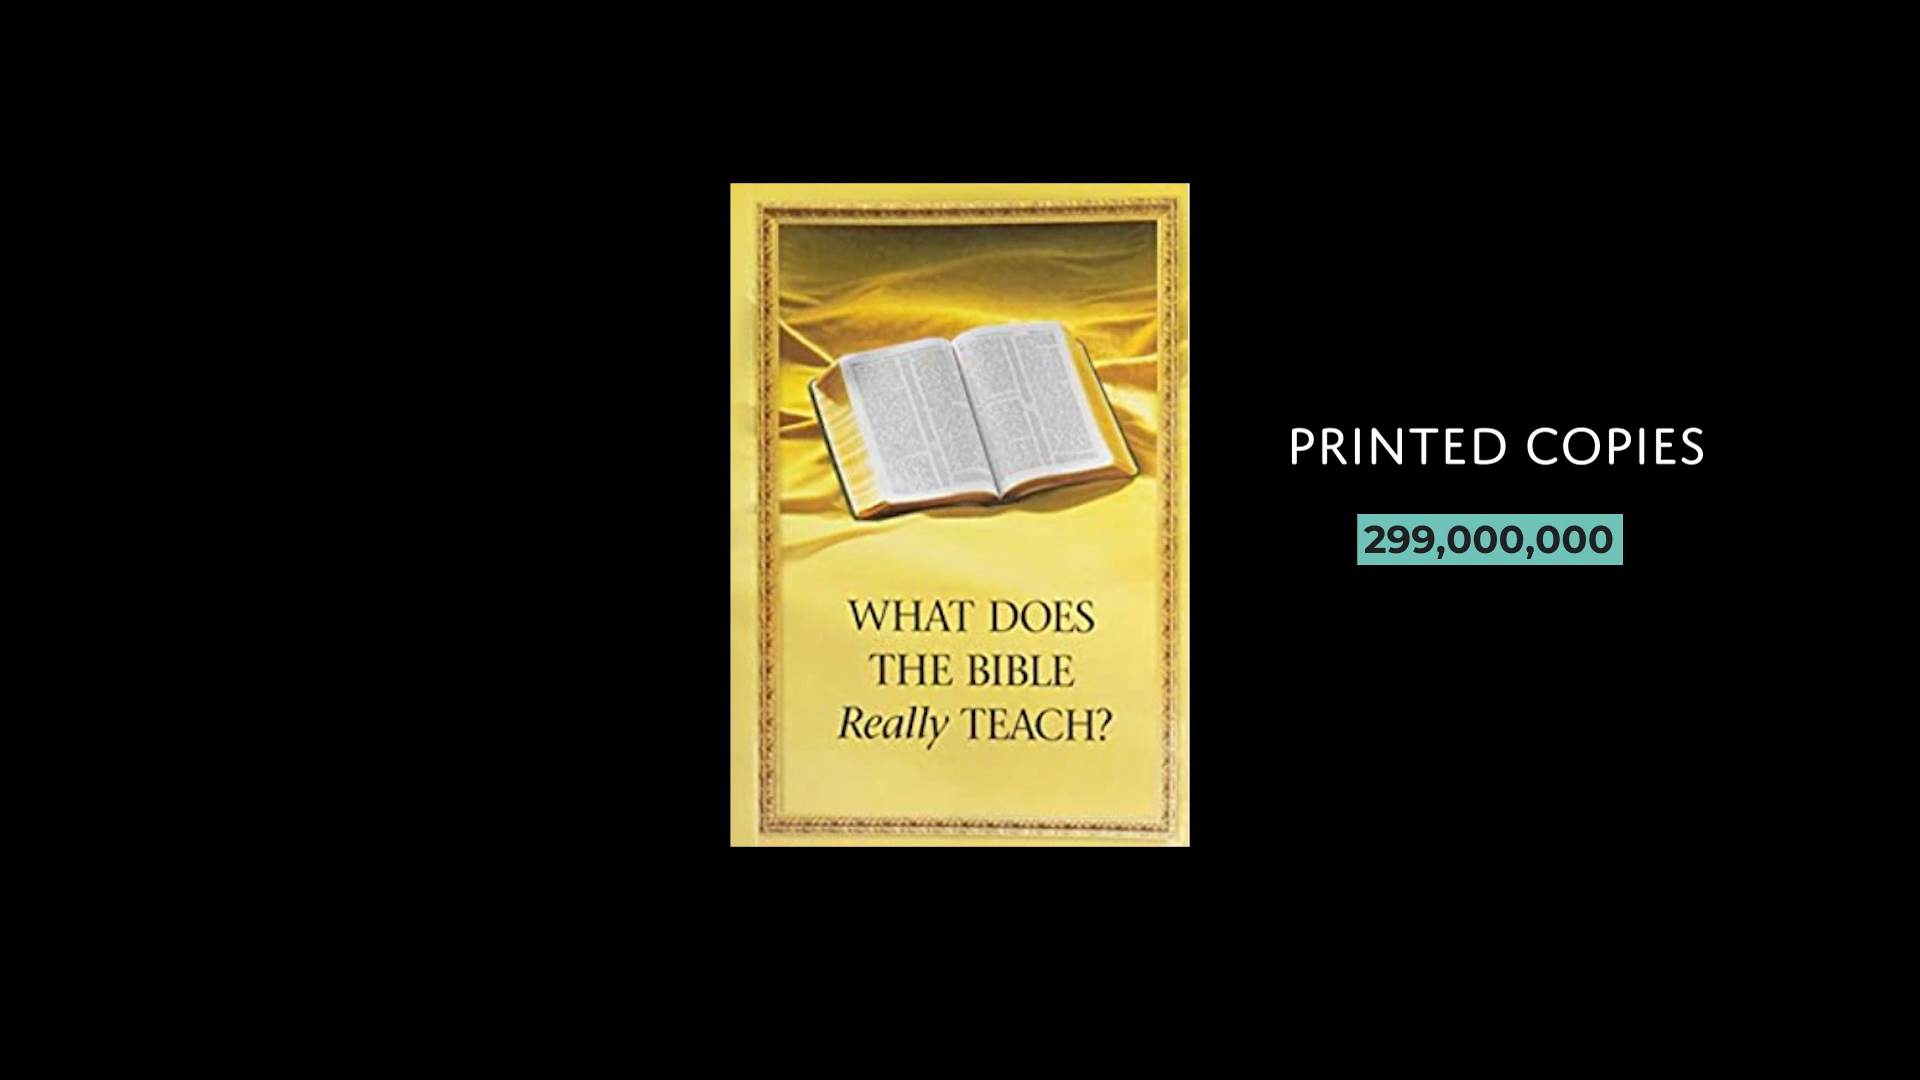 WHAT DOES
THE BIBLE
Really TEACH?
PRINTED COPIES
299,000,000